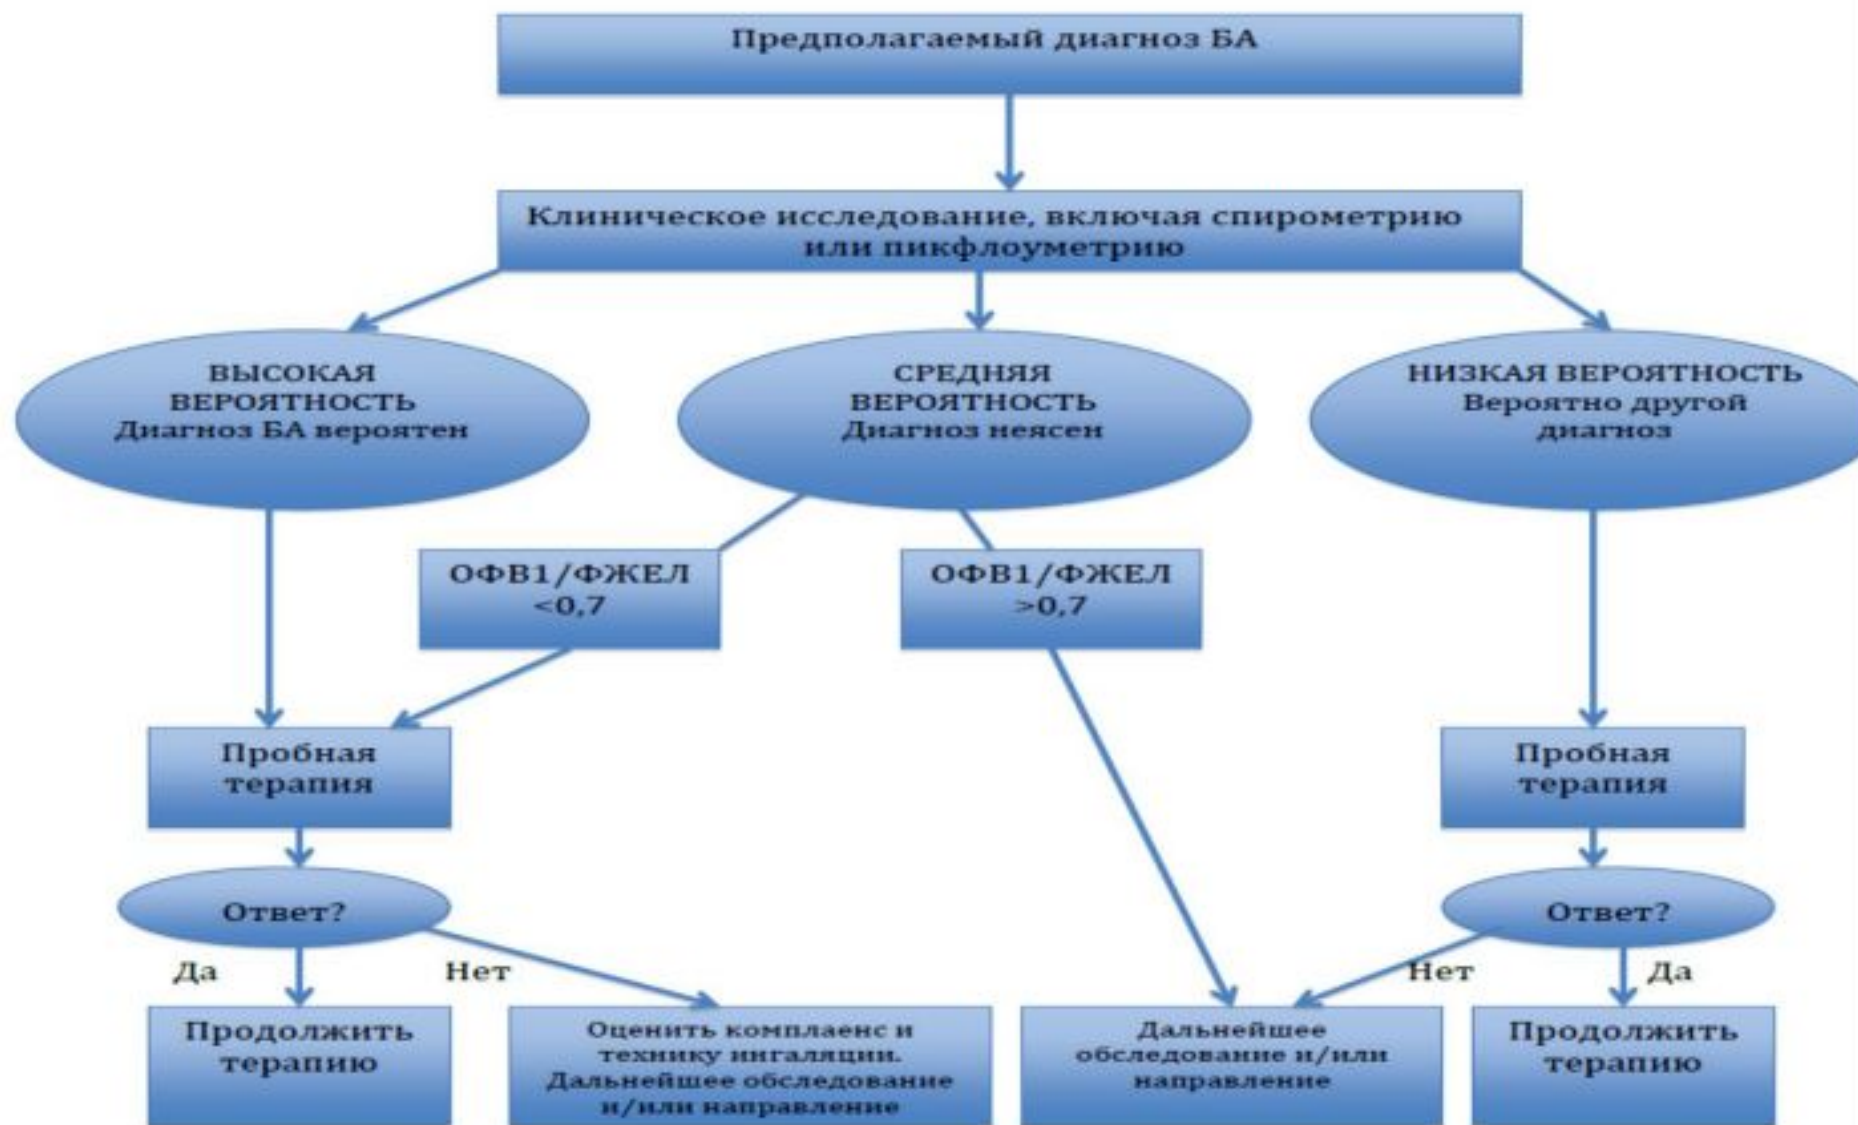 Предполагаемый диагноз БА
Клиническое исследование, включая спирометрию
или пикфлоуметрию
ВЫСОКАЯ
ВЕРОЯТНОСТЬ
Диагноз БА вероятен
СРЕДНЯЯ
ВЕРОЯТНОСТЬ
Диагноз неясен
НИЗКАЯ ВЕРОЯТНОСТЬ
Вероятно другой
диагноз
ОФВ1/ФЖЕЛ
<0,7
ОФВ1/ФЖЕЛ
>0,7
Пробная
терапия
Пробная
терапия
Ответ?
Ответ?
Да
Нет
Нет
Да
Продолжить
терапию
Оценить комплаенс и
технику ингаляции.
Дальнейшее обследование
и/или направление
Дальнейшее
обследование и/или
направление
Продолжить
терапию